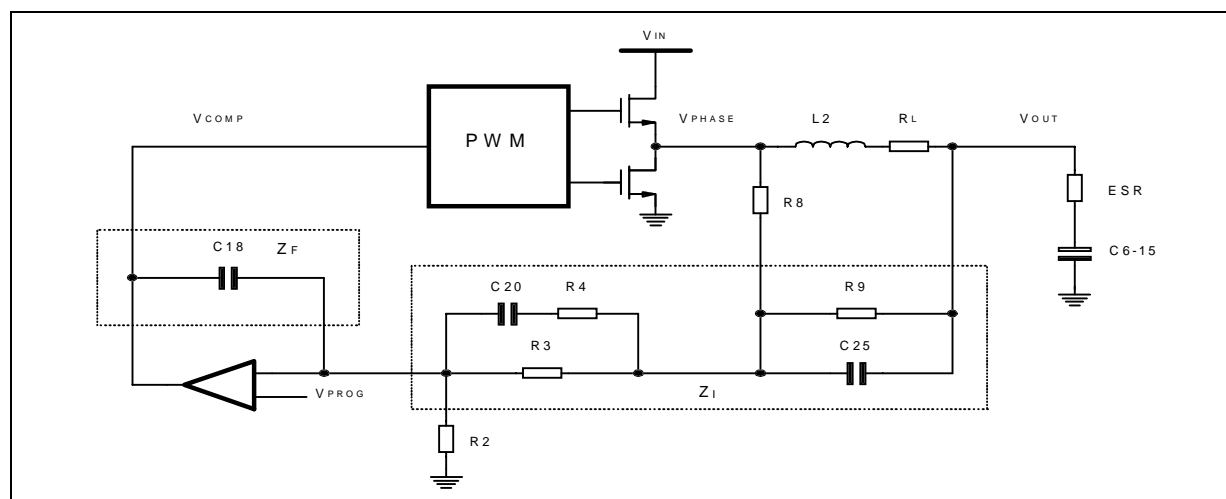 VIN
VCOMP
PWM
VPHASE
L2
RL
VOUT
R8
ESR
C18
ZF
C6-15
C20
R4
R9
R3
C25
VPROG
ZI
R2